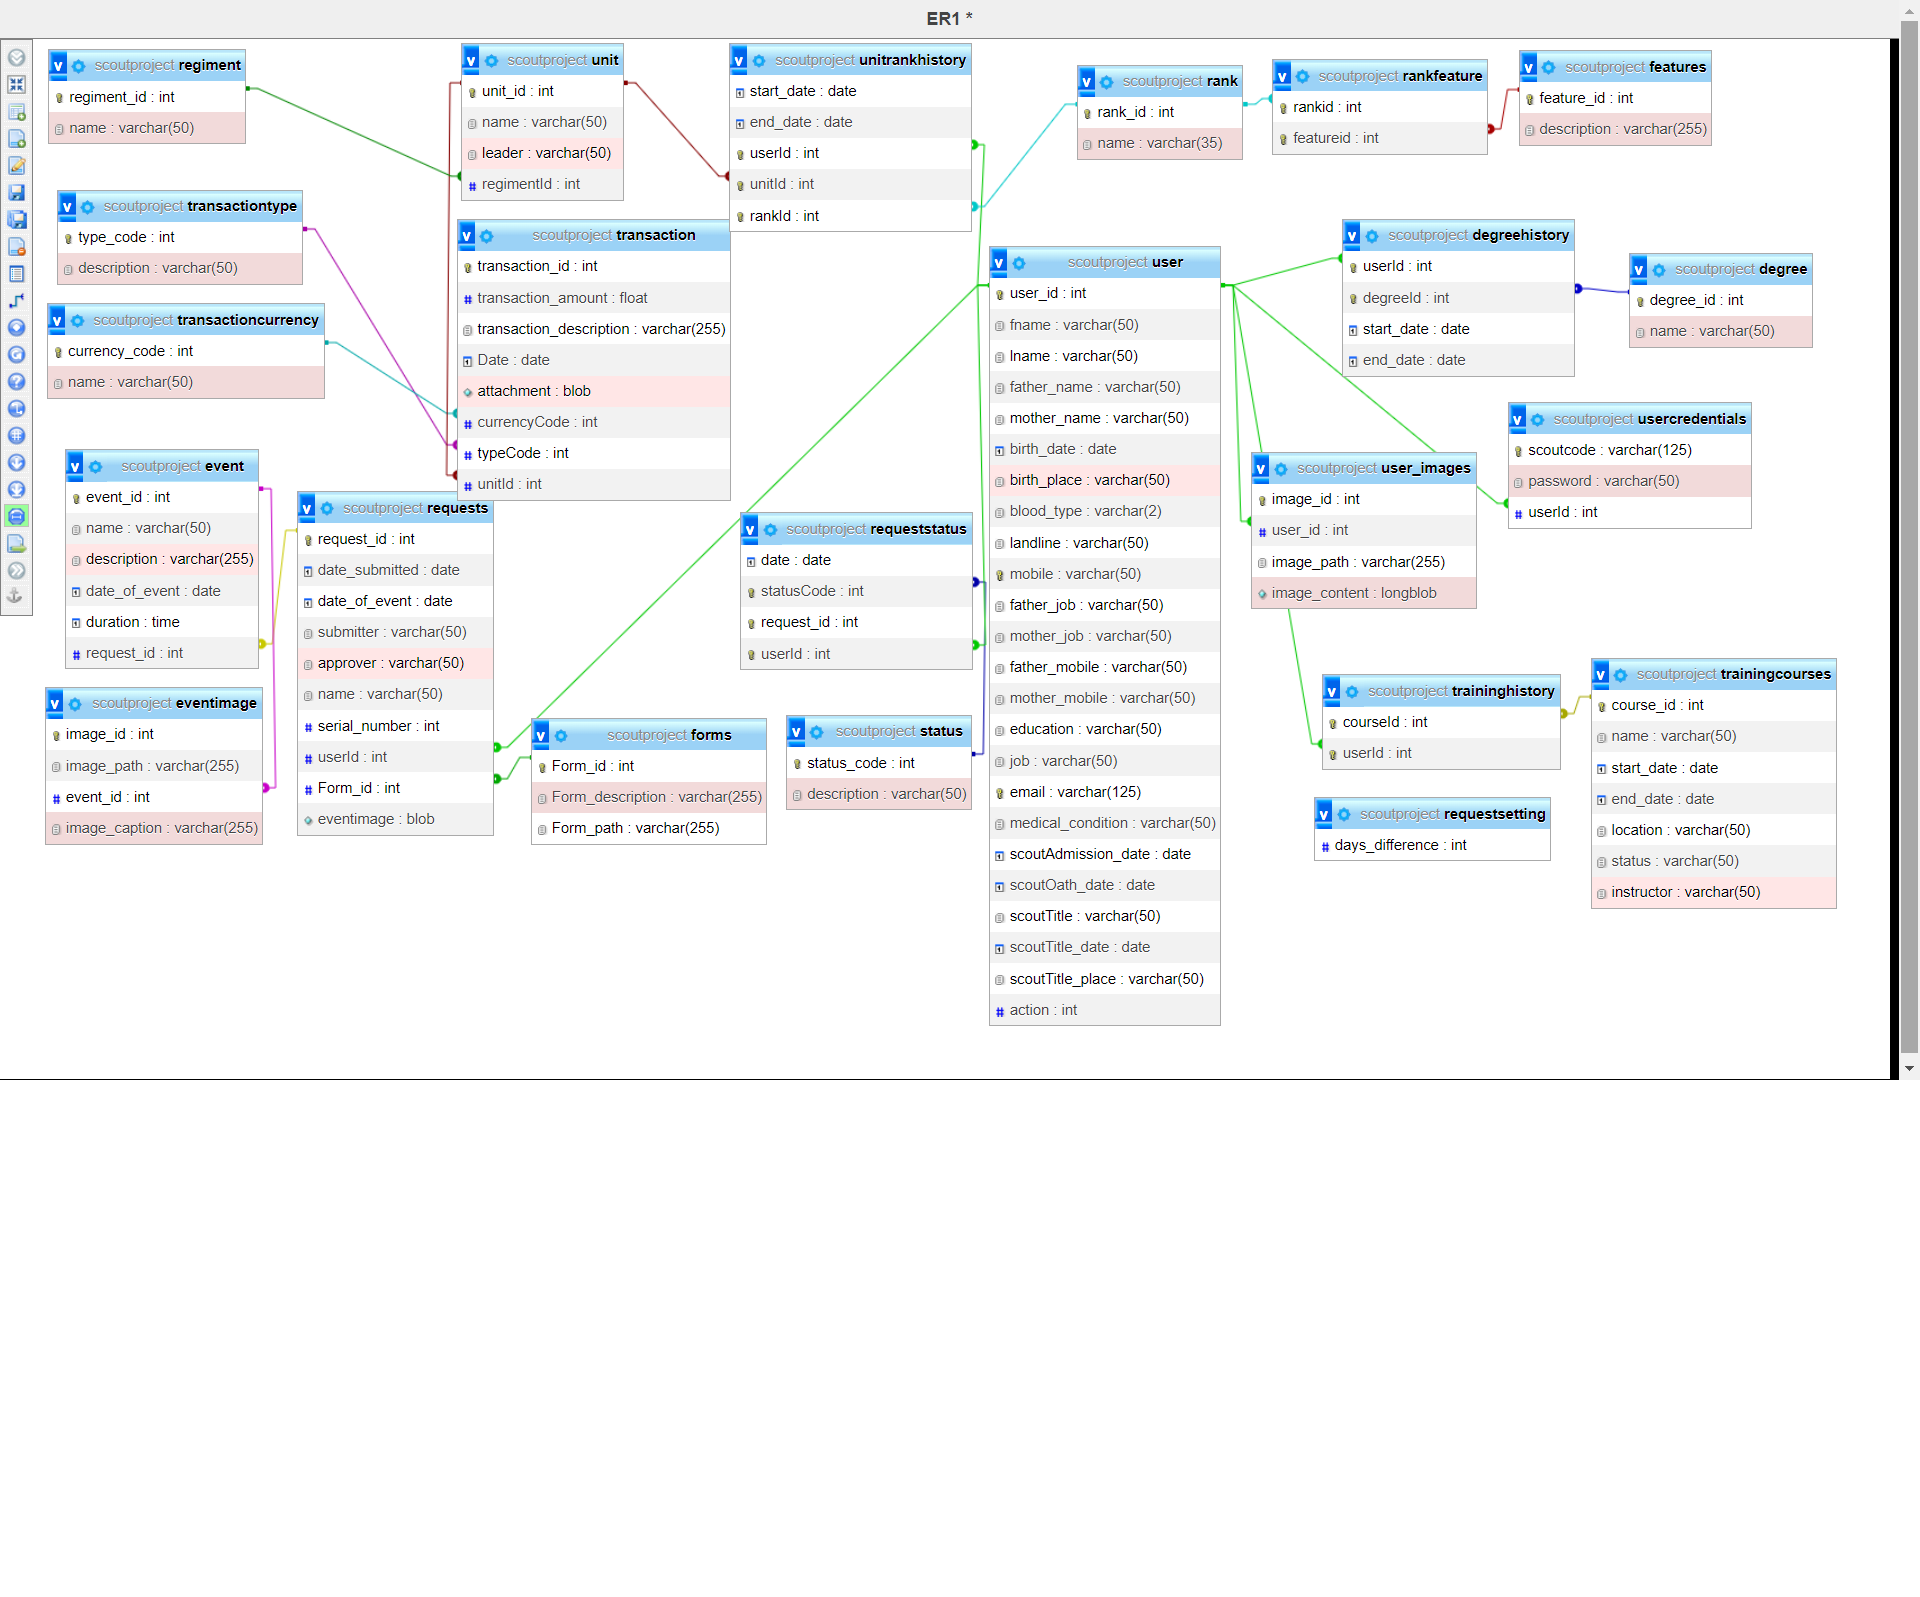 ER1 *
scoutproject regiment
regiment_id : int
name : varchar(50)
scoutproject unit
unit_id : int
name : varchar(50)
leader : varchar(50)
regimentId : int
scoutproject unitrankhistory
start_date : date
end_date : date
userId : int
unitId : int
rankId : int
scoutproject rank
rank_id : int
name : varchar(35)
scoutproject rankfeature
rankid : int
featureid : int
scoutproject features
feature_id : int
description : varchar(255)
scoutproject transactiontype
type_code : int
description : varchar(50)
scoutproject transactioncurrency
currency_code : int
name : varchar(50)
scoutproject transaction
transaction_id : int
transaction_amount : float
transaction_description : varchar(255)
Date : date
attachment : blob
currencyCode : int
typeCode : int
unitId : int
scoutproject user
user_id : int
fname : varchar(50)
lname : varchar(50)
father_name : varchar(50)
mother_name : varchar(50)
birth_date : date
birth_place : varchar(50)
blood_type : varchar(2)
landline : varchar(50)
mobile : varchar(50)
father_job : varchar(50)
mother_job : varchar(50)
father_mobile : varchar(50)
mother_mobile : varchar(50)
education : varchar(50)
job : varchar(50)
email : varchar(125)
medical_condition : varchar(50)
scoutAdmission_date : date
scoutOath_date : date
scoutTitle : varchar(50)
scoutTitle_date : date
scoutTitle_place : varchar(50)
action : int
scoutproject degreehistory
userId : int
degreeId : int
start_date : date
end_date : date
scoutproject degree
degree_id : int
name : varchar(50)
scoutproject usercredentials
scoutcode : varchar(125)
password : varchar(50)
userId : int
scoutproject user_images
image_id : int
user_id : int
image_path : varchar(255)
image_content : longblob
scoutproject event
event_id : int
name : varchar(50)
description : varchar(255)
date_of_event : date
duration : time
request_id : int
scoutproject requests
request_id : int
date_submitted : date
date_of_event : date
submitter : varchar(50)
approver : varchar(50)
name : varchar(50)
serial_number : int
userId : int
Form_id : int
eventimage : blob
scoutproject requeststatus
date : date
statusCode : int
request_id : int
userId : int
scoutproject eventimage
image_id : int
image_path : varchar(255)
event_id : int
image_caption : varchar(255)
scoutproject forms
Form_id : int
Form_description : varchar(255)
Form_path : varchar(255)
scoutproject status
status_code : int
description : varchar(50)
scoutproject traininghistory
courseId : int
userId : int
scoutproject trainingcourses
course_id : int
name : varchar(50)
start_date : date
end_date : date
location : varchar(50)
status : varchar(50)
instructor : varchar(50)
scoutproject requestsetting
days_difference : int